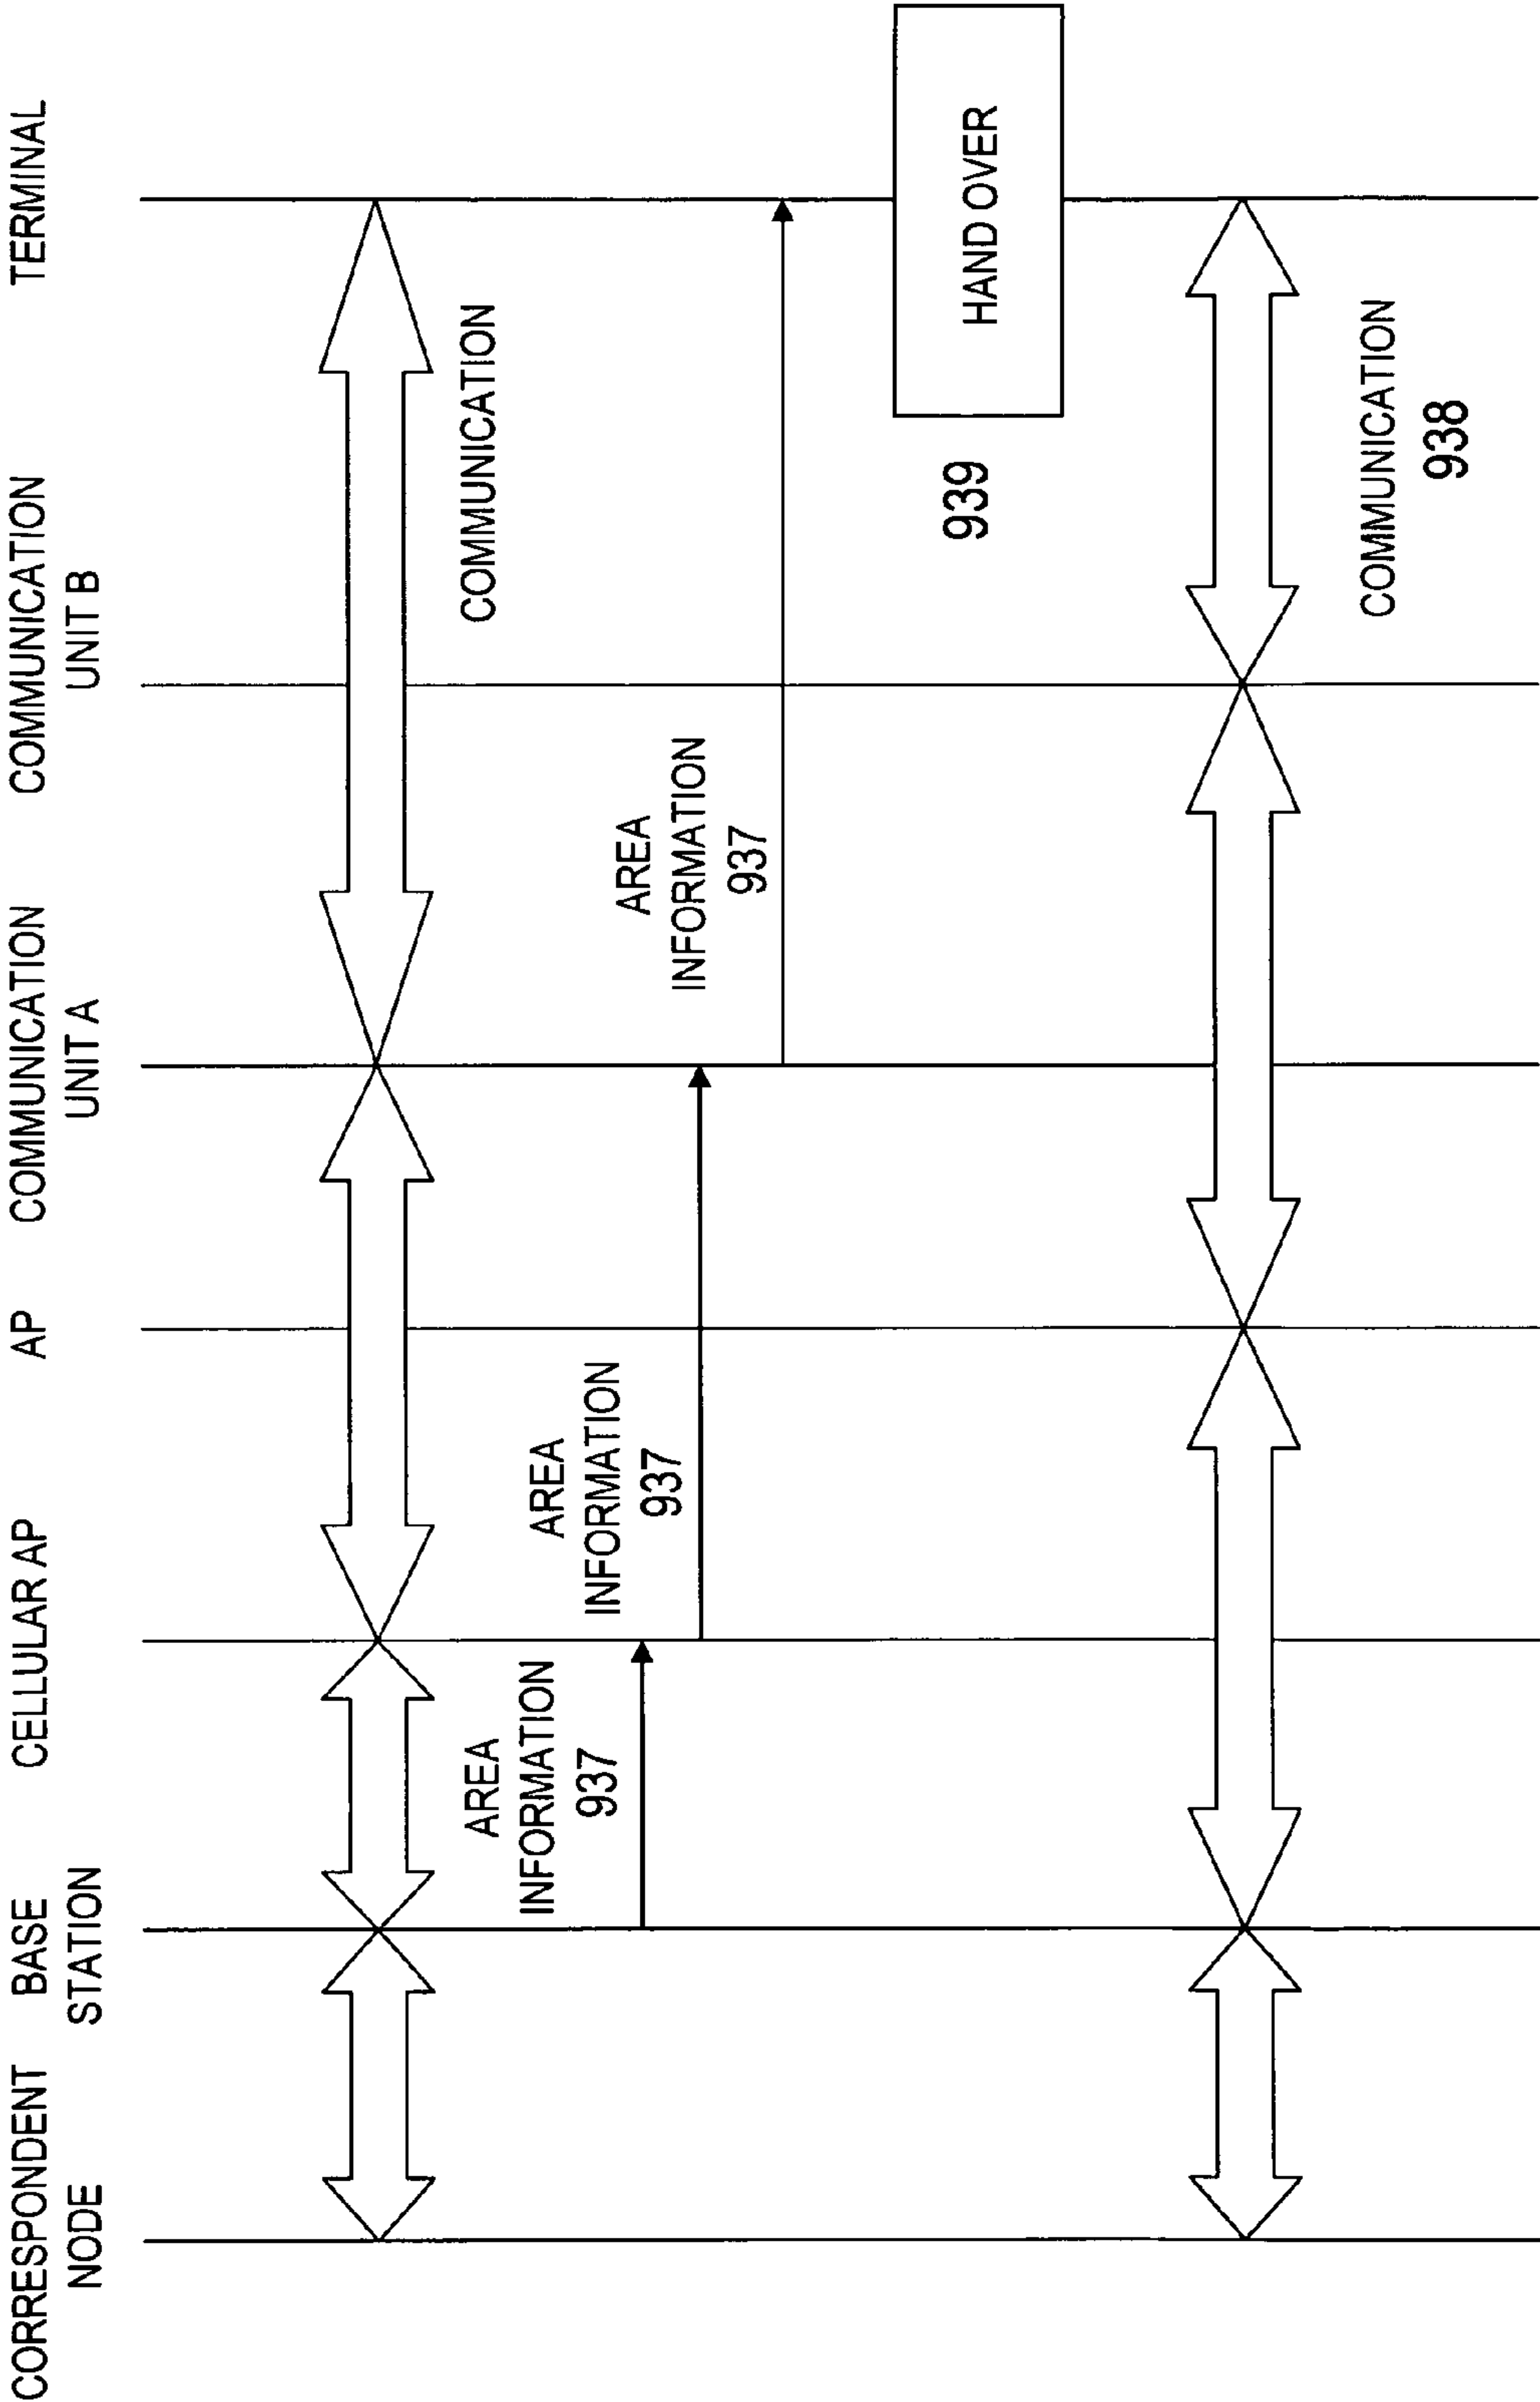 CORRESPONDENT
NODE
BASE
STATION
CELLULAR AP
AP
COMMUNICATION
UNIT A
COMMUNICATION
UNIT B
TERMINAL
COMMUNICATION
AREA
INFORMATION
937
AREA
INFORMATION
937
AREA
INFORMATION
937
939
HAND OVER
COMMUNICATION
938